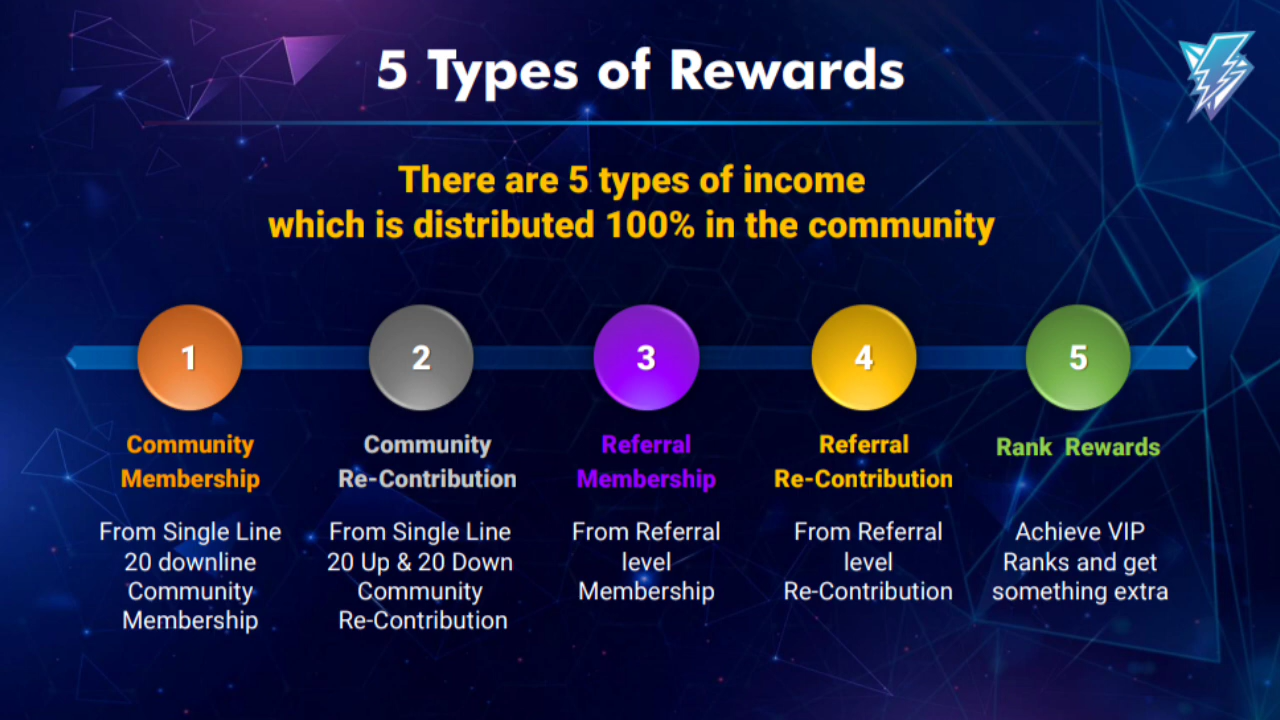 5 Types of Rewards
There are 5 types of income
which is distributed 100% in the community
1
2
3
4
5
Community
Membership
From Single Line
20 downline
Community
Membership
Community
Re-Contribution
From Single Line
20 Up & 20 Down
Community
Re-Contribution
Referral
Membership
From Referral
level
Membership
Referral
Re-Contribution
From Referral
level
Re-Contribution
Rank Rewards
Achieve VIP
Ranks and get
something extra